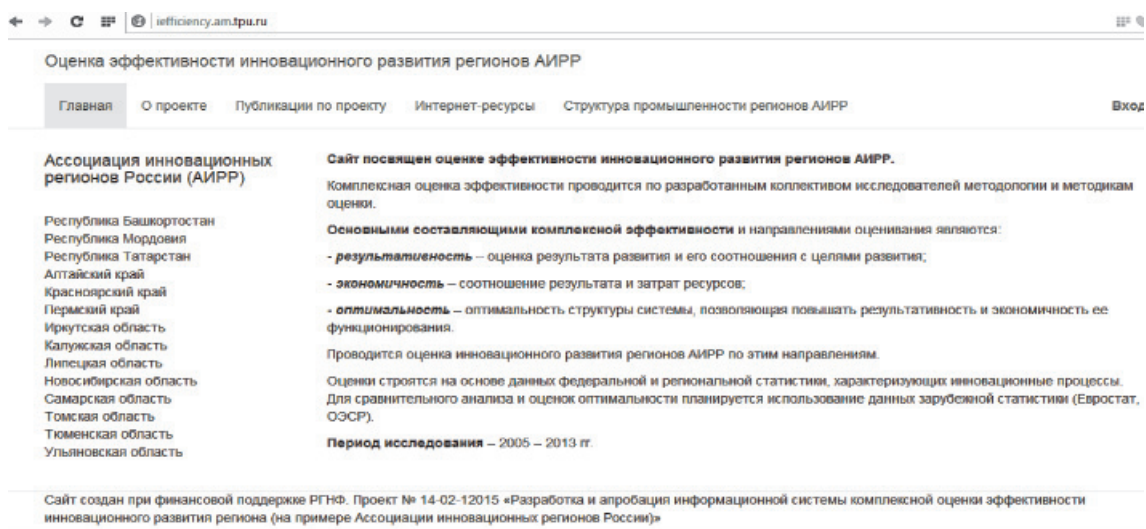 iefficiency.am.tpu.ru
Оценка эффективности инновационного развития регионов АИРР
Главная О проекте Публикации по проекту Интернет-ресурсы Структура промышленности регионов АИРР Вход
Ассоциация инновационных
регионов России (АИРР)
Республика Башкортостан
Республика Мордовия
Республика Татарстан
Алтайский край
Красноярский край
Пермский край
Иркутская область
Калужская область
Липецкая область
Новосибирская область
Самарская область
Томская область
Тюменская область
Ульяновская область
Сайт посвящен оценке эффективности инновационного развития регионов АИРР.
Комплексная оценка эффективности проводится по разработанным коллективом исследователей методологии и методикам
оценки.
Основными составляющими комплексной эффективности и направлениями оценивания являются:
- результативность – оценка результата развития и его соотношения с целями развития;
- экономичность – соотношение результата и затрат ресурсов;
- оптимальность – оптимальность структуры системы, позволяющая повышать результативность и экономичность ее
функционирования.
Проводится оценка инновационного развития регионов АИРР по этим направлениям.
Оценки строятся на основе данных федеральной и региональной статистики, характеризующих инновационные процессы.
Для сравнительного анализа и оценок оптимальности планируется использование данных зарубежной статистики (Евростат,
ОЭСР).
Период исследования – 2005 – 2013 гг.
Сайт создан при финансовой поддержке РГНФ. Проект № 14-02-12015 «Разработка и апробация информационной системы комплексной оценки эффективности
инновационного развития региона (на примере Ассоциации инновационных регионов России)»